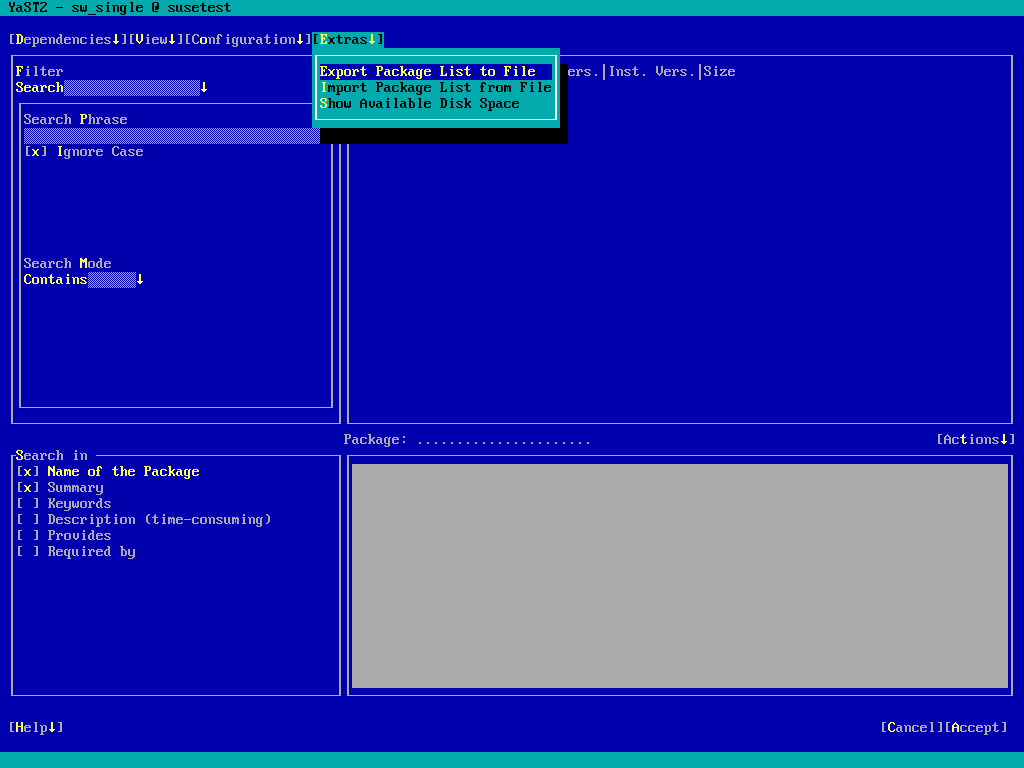 YaST2 - sw_single @ susetest
[Dependencies↓][View↓][Configuration↓][Extras↓]
Export Package List to File
Import Package List from File
Show Available Disk Space
Filter
Search↓
ers.|Inst. Vers.|Size
Search Phrase
[x] Ignore Case
Search Mode
Contains↓
Package: ......................
[Actions↓]
Search in
[x] Name of the Package
[x] Summary
[ ] Keywords
[ ] Description (time-consuming)
[ ] Provides
[ ] Required by
[Help↓]
[Cancel][Accept]